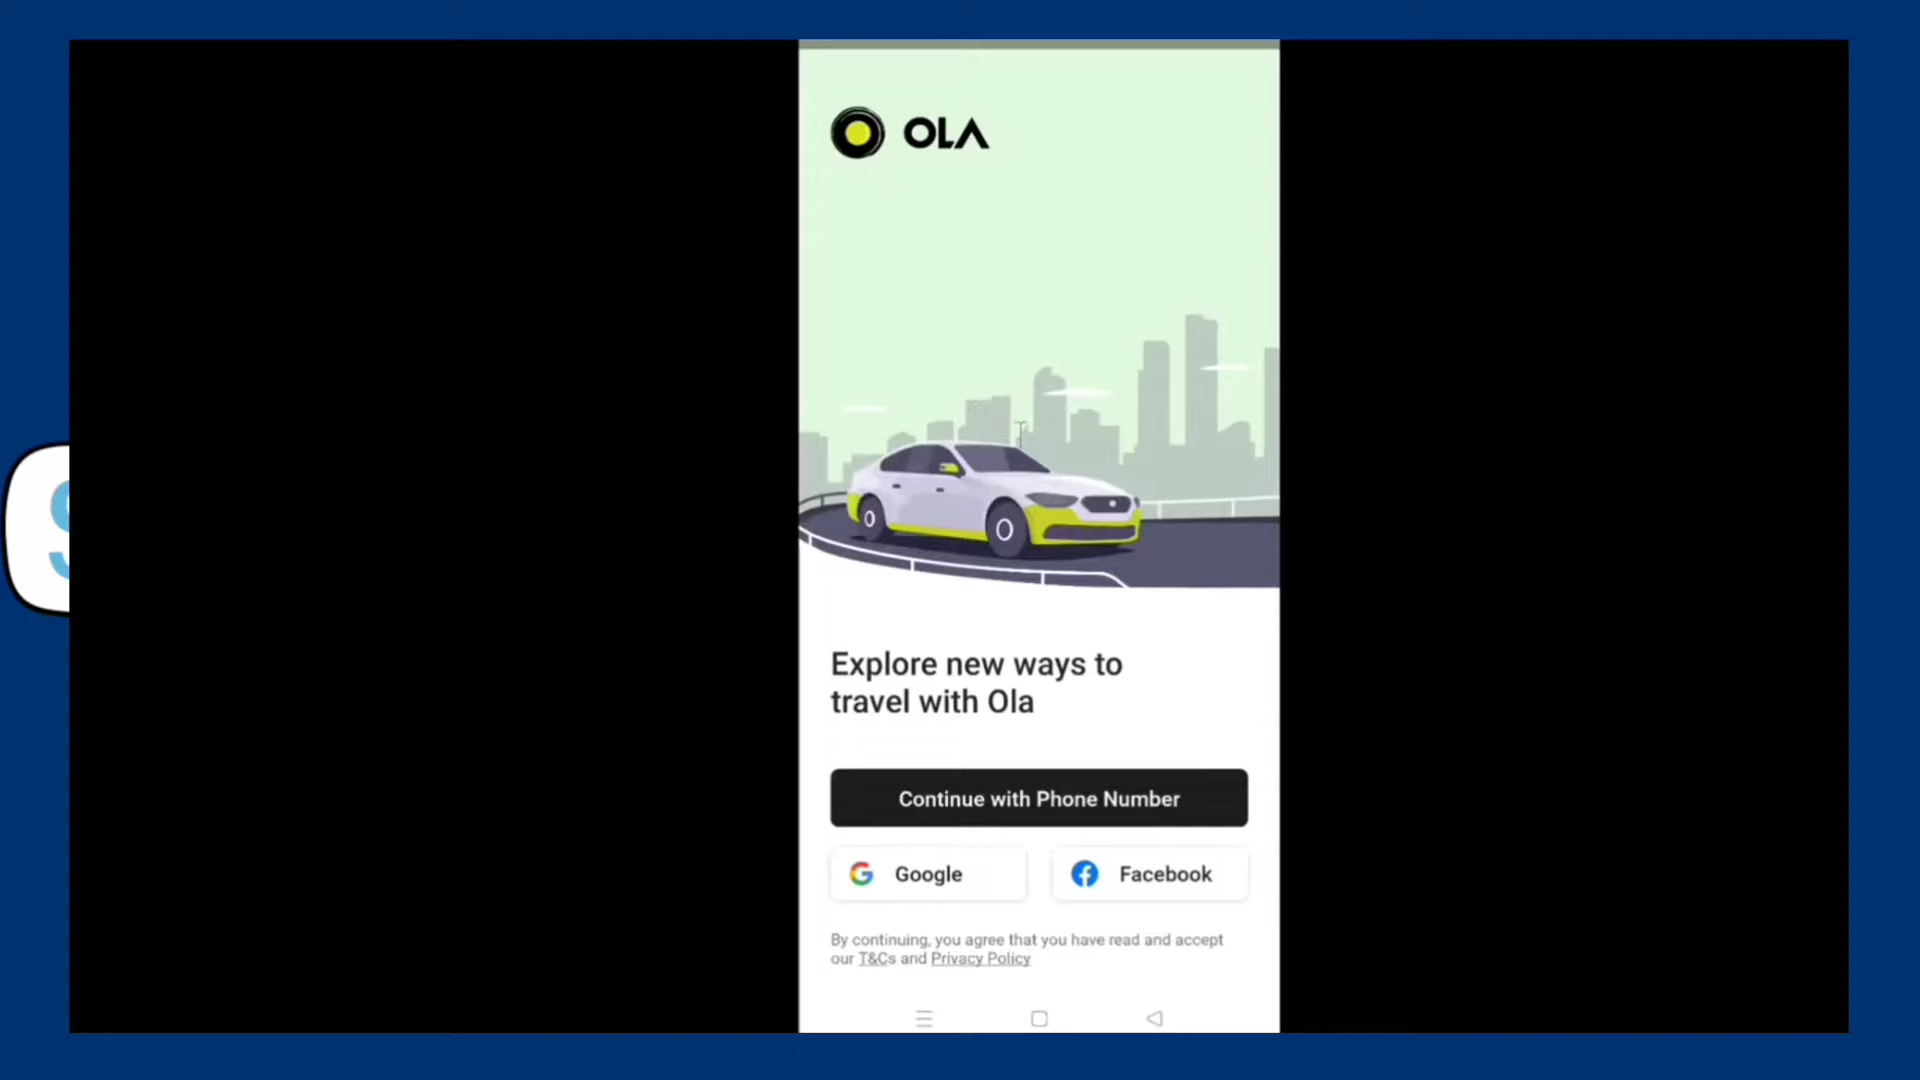 OLA
Explore new ways to
travel with Ola
Continue with Phone Number
Google
Facebook
By continuing, you agree that you have read and accept
our T&Cs and Privacy Policy